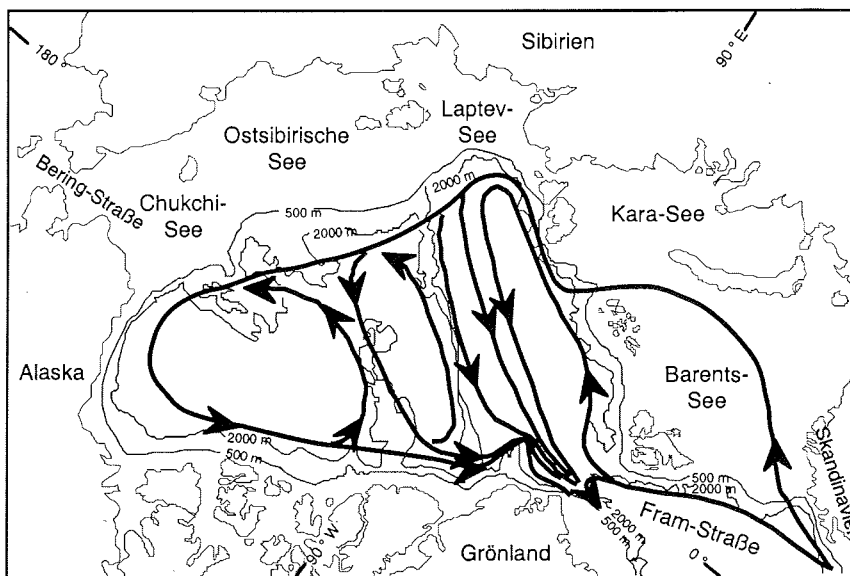 Sibirien
180°
90° E
Laptev-
See
Ostsibirische
See
Bering-Straße
Chukchi-
See
2000 m
500 m
2000 m
Kara-See
Alaska
Barents-
See
Skandinavien
2000 m
500 m
500 m
2000 m
2000 m
500 m
Fram-Straße
90° W
Grönland
0°